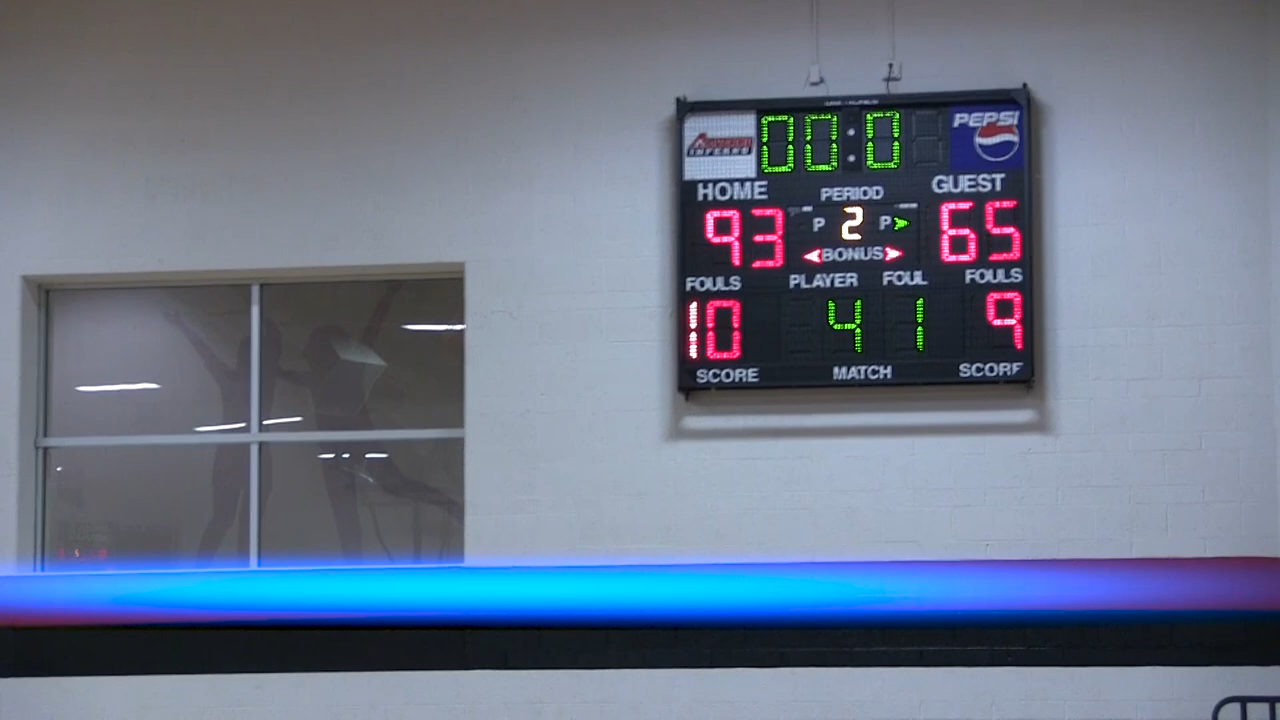 00:0
PEPSI
HOME PERIOD GUEST
93 P 2 P 65
BONUS
FOULS PLAYER FOUL FOULS
10 4 1 9
SCORE MATCH SCORE